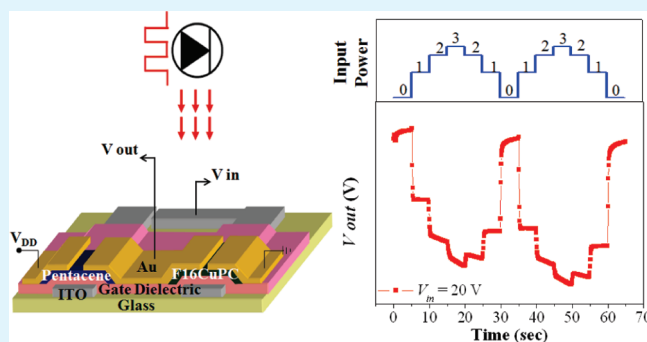 V out
V in
V_DD
Pentacene
Au
F16CuPC
ITO
Gate Dielectric
Glass
Input
Power
0 1 2 3 2 1 0 1 2 3 2 1 0
V out (V)
V_in = 20 V
0 10 20 30 40 50 60 70
Time (sec)